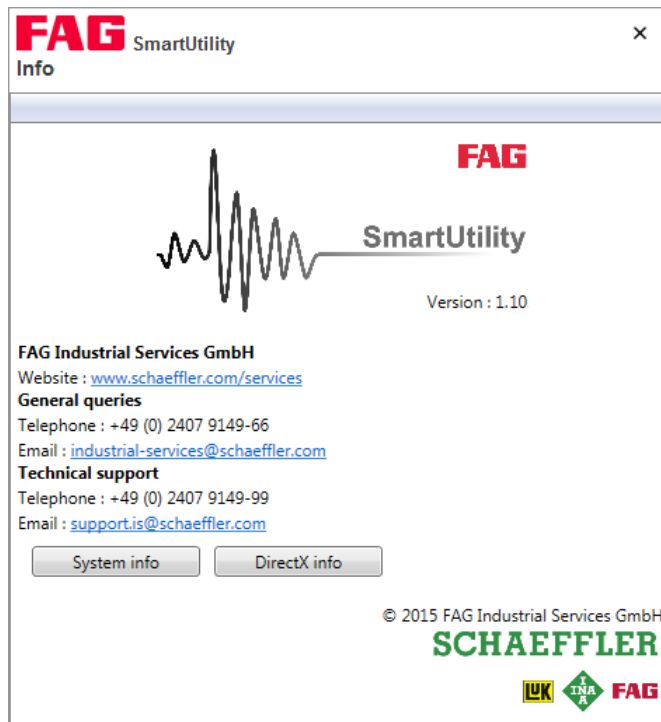 FAG SmartUtility
Info
FAG
SmartUtility
Version : 1.10
FAG Industrial Services GmbH
Website : www.schaeffler.com/services
General queries
Telephone : +49 (0) 2407 9149-66
Email : industrial-services@schaeffler.com
Technical support
Telephone : +49 (0) 2407 9149-99
Email : support.is@schaeffler.com
System info DirectX info
© 2015 FAG Industrial Services GmbH
SCHAEFFLER
LUK INA INA FAG